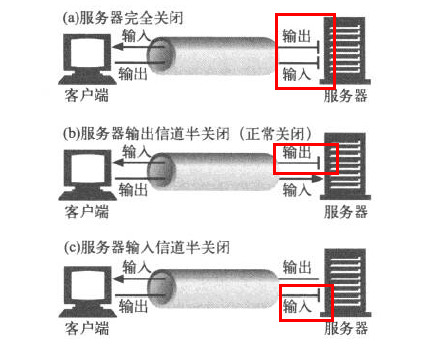 (a)服务器完全关闭
输入 输出
输出 输入
客户端 服务器
(b)服务器输出信道半关闭（正常关闭）
输入 输出
输出 输入
客户端 服务器
(c)服务器输入信道半关闭
输入 输出
输出 输入
客户端 服务器